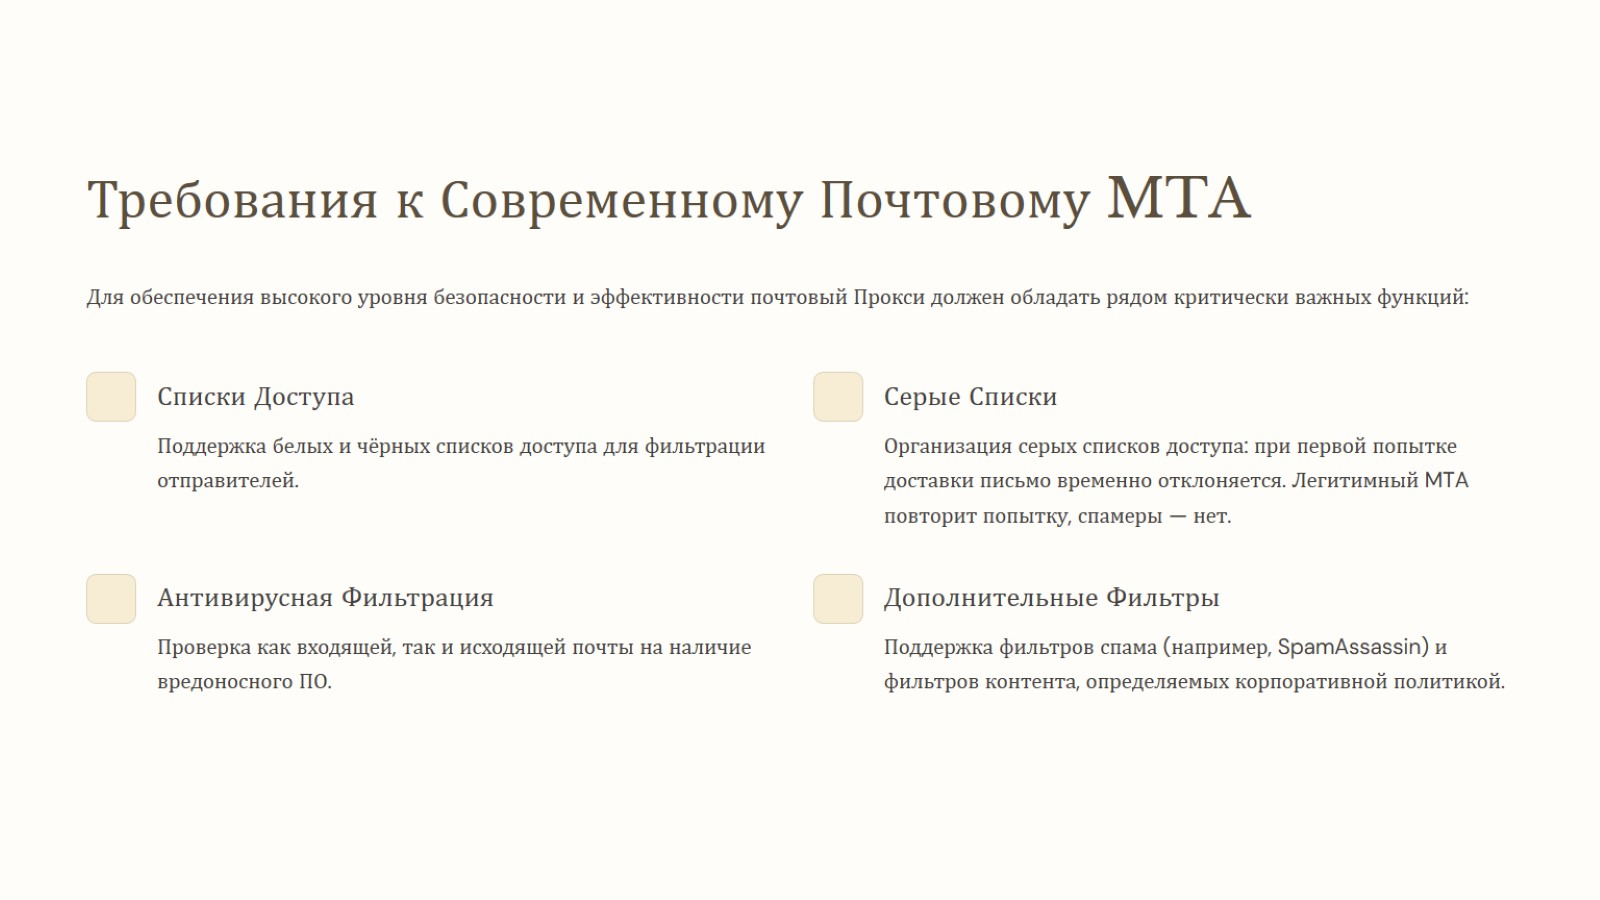 Требования к Современному Почтовому МТА
Для обеспечения высокого уровня безопасности и эффективности почтовый Прокси должен обладать рядом критически важных функций:
Списки Доступа
Поддержка белых и чёрных списков доступа для фильтрации
отправителей.
Серые Списки
Организация серых списков доступа: при первой попытке
доставки письмо временно отклоняется. Легитимный MTA
повторит попытку, спамеры — нет.
Антивирусная Фильтрация
Проверка как входящей, так и исходящей почты на наличие
вредоносного ПО.
Дополнительные Фильтры
Поддержка фильтров спама (например, SpamAssassin) и
фильтров контента, определяемых корпоративной политикой.